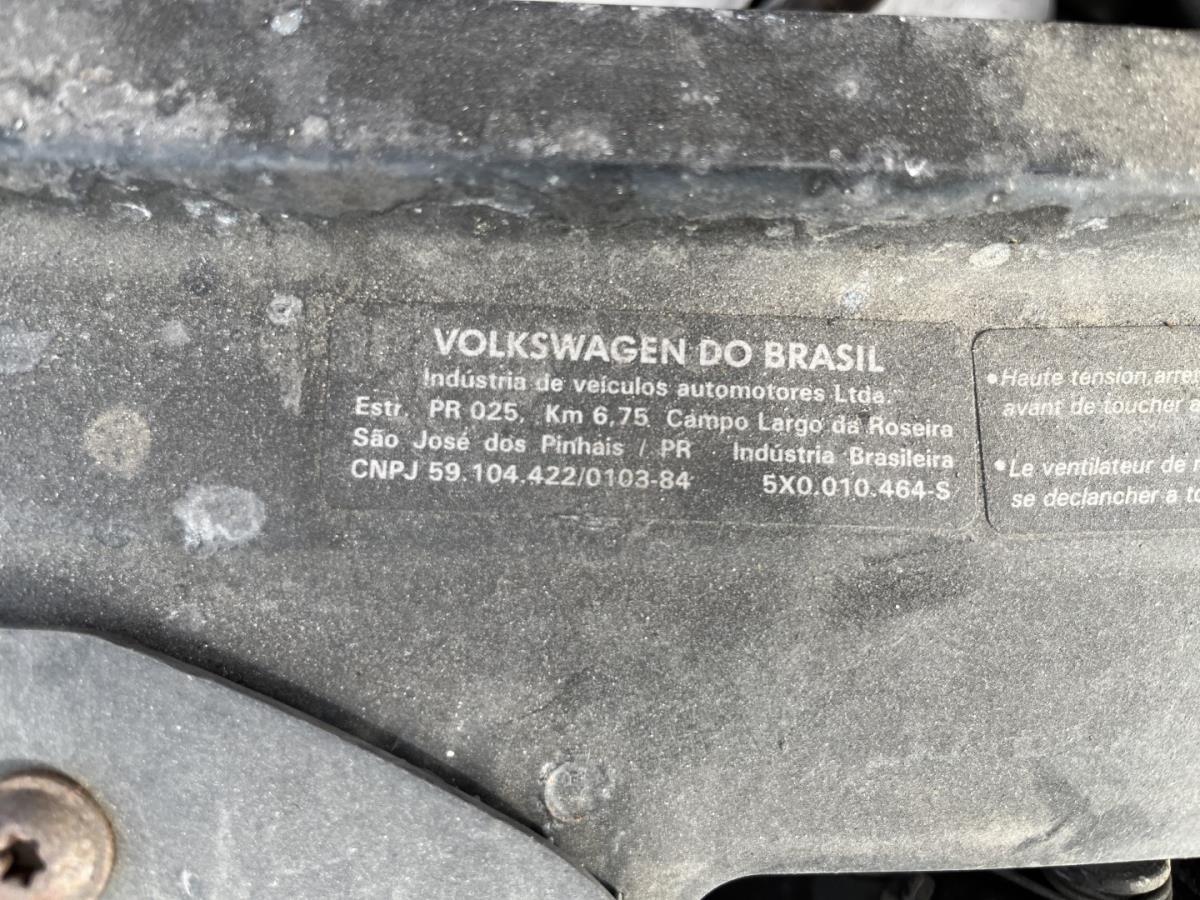 VOLKSWAGEN DO BRASIL
Indústria de veículos automotores Ltda.
Estr. PR 025, Km 6,75 Campo Largo da Roseira
São José dos Pinhais / PR Indústria Brasileira
CNPJ 59.104.422/0103-84 5X0.010.464-S
•Haute tension,
avant de toucher
•Le ventilateur de
se declancher a